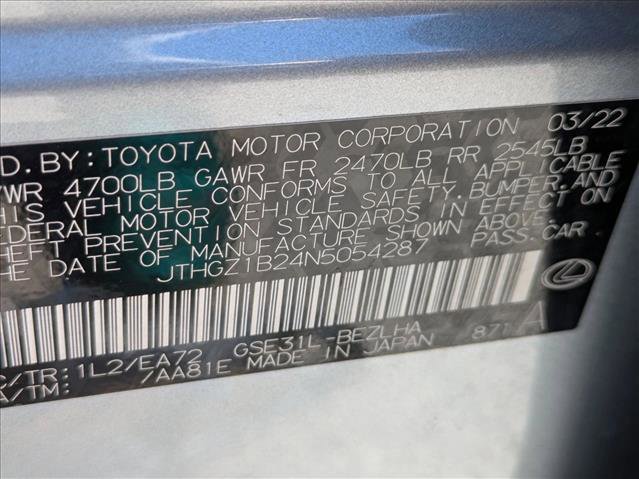 D.BY: TOYOTA MOTOR CORPORATION 03/22
VWR 4700LB GAWR FR 2470LB RR 2545LB
HIS VEHICLE CONFORMS TO ALL APPLICABLE
EDERAL MOTOR VEHICLE SAFETY, BUMPER, AND
HEFT PREVENTION STANDARDS IN EFFECT ON
HE DATE OF MANUFACTURE SHOWN ABOVE.
JTHGZ1B24N5054287 PASS.CAR
C/TR: 1L2/EA72 GSE31L-BEZLHA 871 A
A/TM: /AA81E MADE IN JAPAN